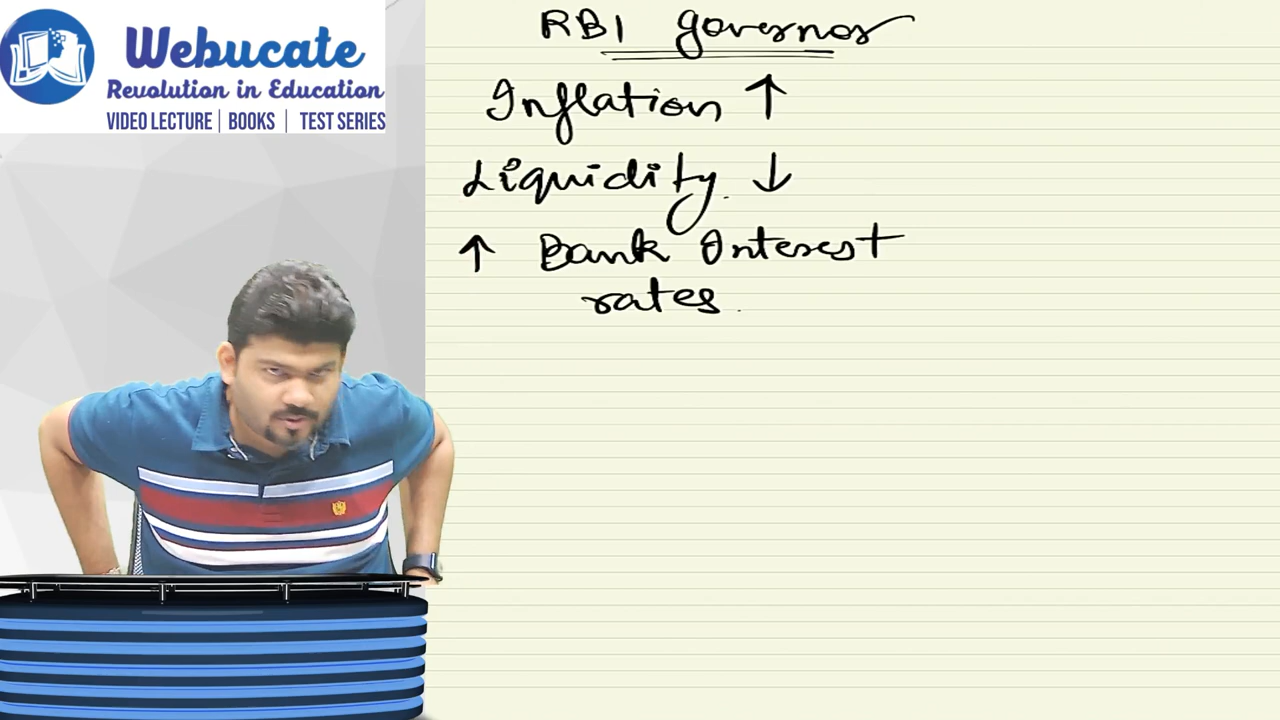 Webucate
Revolution in Education
VIDEO LECTURE | BOOKS | TEST SERIES
RBI governor
Inflation ↑
Liquidity ↓
↑ Bank Interest
rates